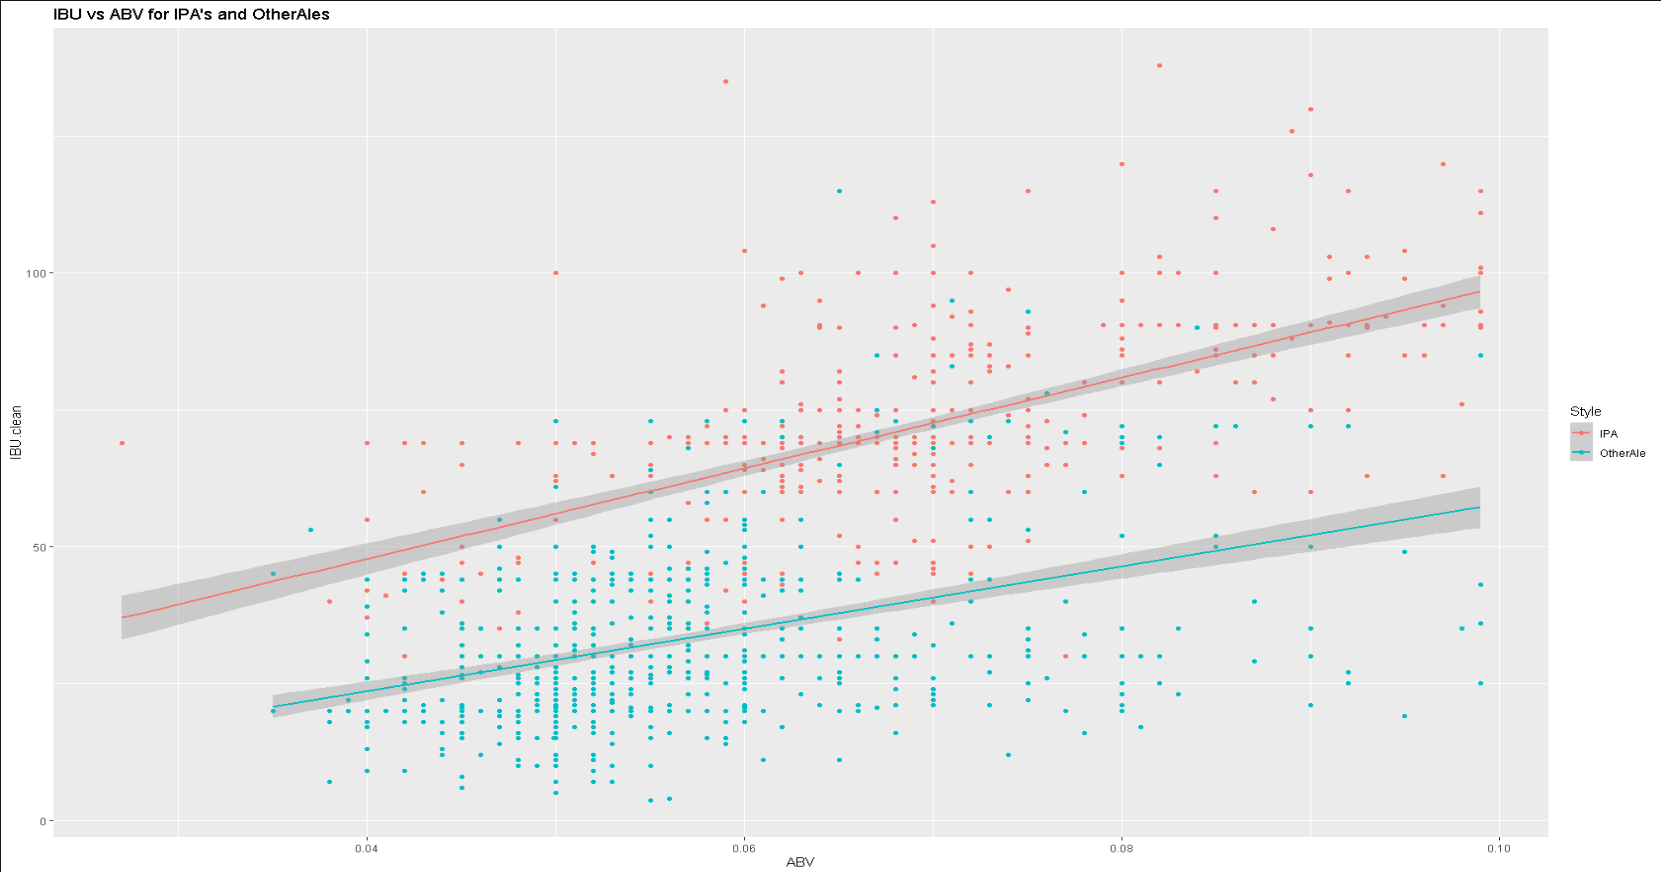 IBU vs ABV for IPA's and OtherAles
IBU.clean
100
50
0
0.04
0.06
0.08
0.10
ABV
Style
IPA
OtherAle